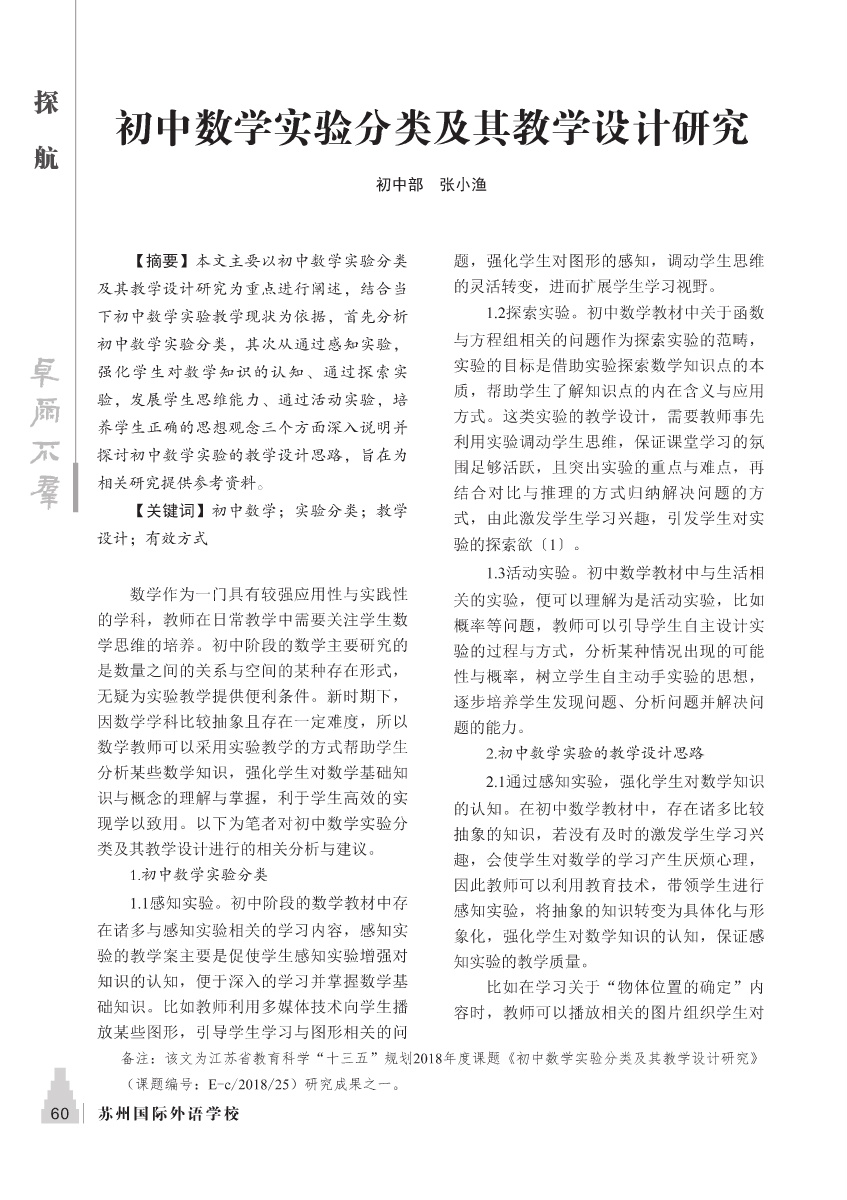 探
航
卓尔不群
初中数学实验分类及其教学设计研究
初中部　张小渔
【摘要】本文主要以初中数学实验分类
及其教学设计研究为重点进行阐述，结合当
下初中数学实验教学现状为依据，首先分析
初中数学实验分类，其次从通过感知实验，
强化学生对数学知识的认知、通过探索实
验，发展学生思维能力、通过活动实验，培
养学生正确的思想观念三个方面深入说明并
探讨初中数学实验的教学设计思路，旨在为
相关研究提供参考资料。
【关键词】初中数学；实验分类；教学
设计；有效方式
数学作为一门具有较强应用性与实践性
的学科，教师在日常教学中需要关注学生数
学思维的培养。初中阶段的数学主要研究的
是数量之间的关系与空间的某种存在形式，
无疑为实验教学提供便利条件。新时期下，
因数学学科比较抽象且存在一定难度，所以
数学教师可以采用实验教学的方式帮助学生
分析某些数学知识，强化学生对数学基础知
识与概念的理解与掌握，利于学生高效的实
现学以致用。以下为笔者对初中数学实验分
类及其教学设计进行的相关分析与建议。
1.初中数学实验分类
1.1感知实验。初中阶段的数学教材中存
在诸多与感知实验相关的学习内容，感知实
验的教学案主要是促使学生感知实验增强对
知识的认知，便于深入的学习并掌握数学基
础知识。比如教师利用多媒体技术向学生播
放某些图形，引导学生学习与图形相关的问
题，强化学生对图形的感知，调动学生思维
的灵活转变，进而扩展学生学习视野。
1.2探索实验。初中数学教材中关于函数
与方程组相关的问题作为探索实验的范畴，
实验的目标是借助实验探索数学知识点的本
质，帮助学生了解知识点的内在含义与应用
方式。这类实验的教学设计，需要教师事先
利用实验调动学生思维，保证课堂学习的氛
围足够活跃，且突出实验的重点与难点，再
结合对比与推理的方式归纳解决问题的方
式，由此激发学生学习兴趣，引发学生对实
验的探索欲〔1〕。
1.3活动实验。初中数学教材中与生活相
关的实验，便可以理解为是活动实验，比如
概率等问题，教师可以引导学生自主设计实
验的过程与方式，分析某种情况出现的可能
性与概率，树立学生自主动手实验的思想，
逐步培养学生发现问题、分析问题并解决问
题的能力。
2.初中数学实验的教学设计思路
2.1通过感知实验，强化学生对数学知识
的认知。在初中数学教材中，存在诸多比较
抽象的知识，若没有及时的激发学生学习兴
趣，会使学生对数学的学习产生厌烦心理，
因此教师可以利用教育技术，带领学生进行
感知实验，将抽象的知识转变为具体化与形
象化，强化学生对数学知识的认知，保证感
知实验的教学质量。
比如在学习关于“物体位置的确定”内
容时，教师可以播放相关的图片组织学生对
备注：该文为江苏省教育科学“十三五”规划2018年度课题《初中数学实验分类及其教学设计研究》
（课题编号：E-c/2018/25）研究成果之一。
60 苏州国际外语学校